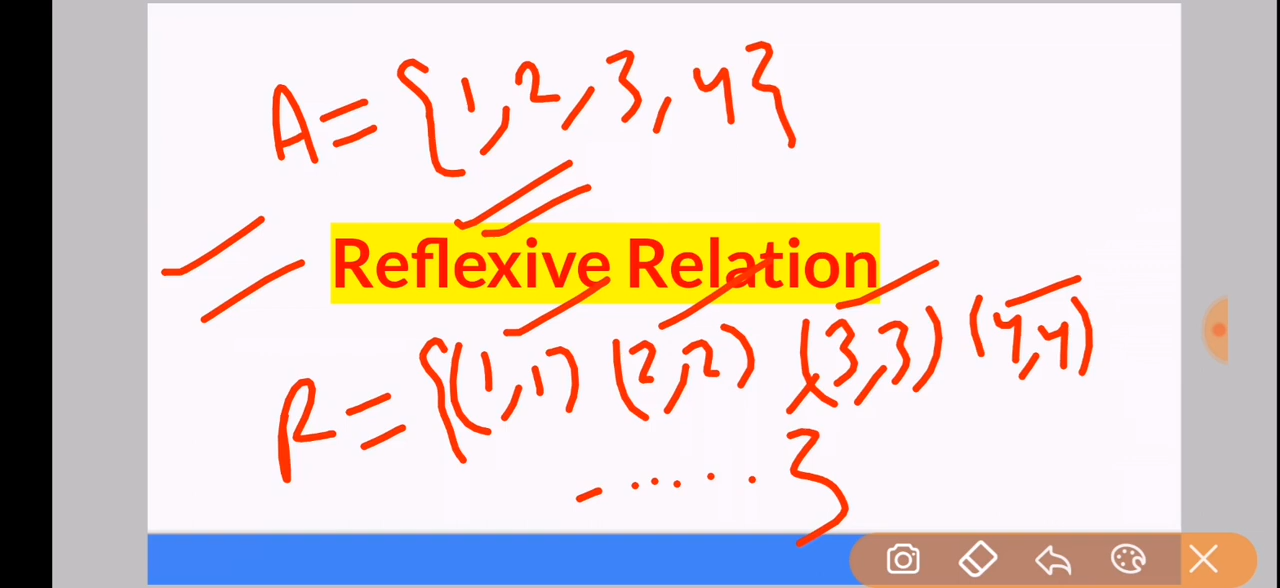 A = {1, 2, 3, 4}
Reflexive Relation
R = {(1,1) (2,2) (3,3) (4,4)
- ..... }